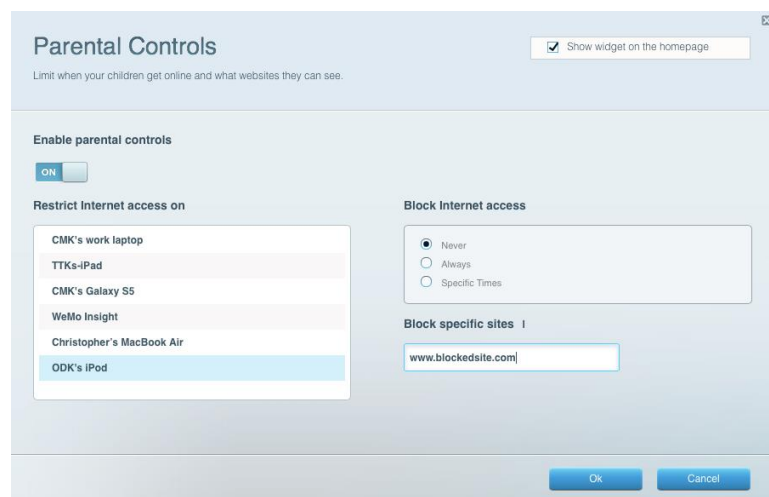 Parental Controls
Show widget on the homepage
Limit when your children get online and what websites they can see.
Enable parental controls
ON
Restrict Internet access on
CMK's work laptop
TTKs-iPad
CMK's Galaxy S5
WeMo Insight
Christopher's MacBook Air
ODK's iPod
Block Internet access
Never
Always
Specific Times
Block specific sites
www.blockedsite.com
Ok
Cancel